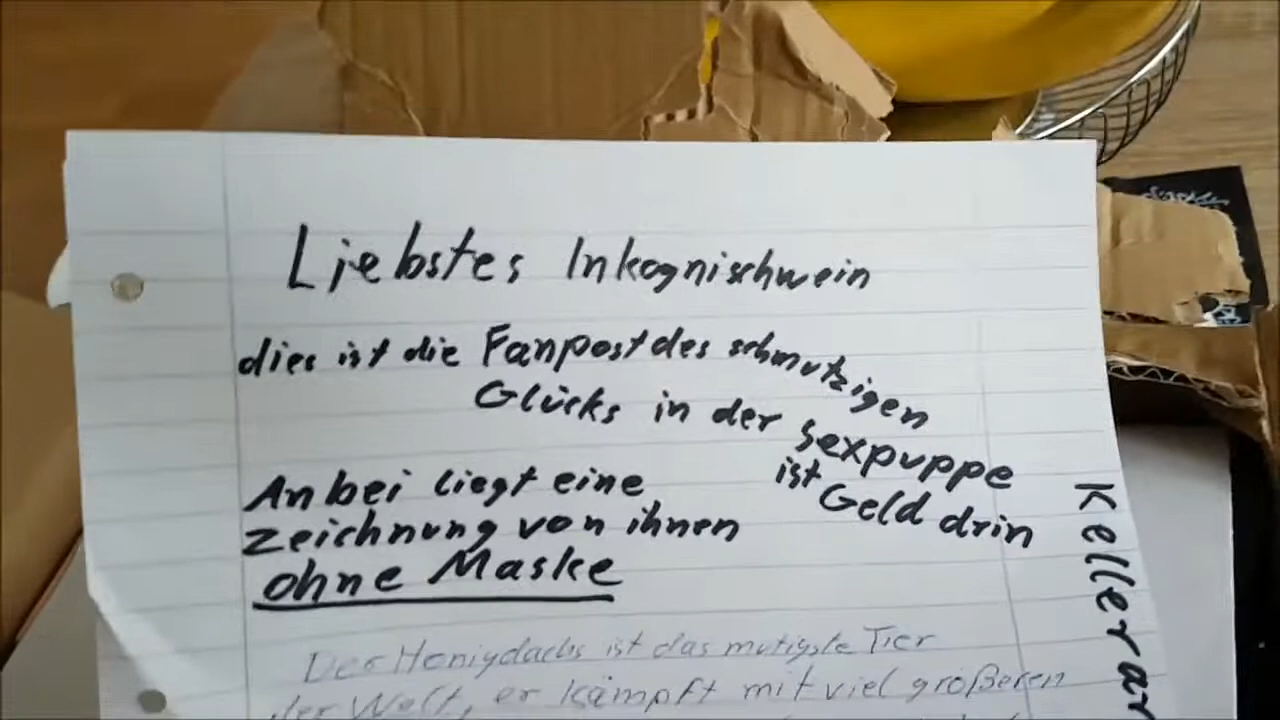 Liebstes Inkognischwein
dies ist die Fanpost des schmutzigen
Glücks in der sexpuppe
ist Geld drin
Anbei liegt eine
zeichnung von ihnen
ohne Maske
Der Honigdachs ist das mutigste Tier
der Welt, er kämpft mit viel größeren
Kellerar